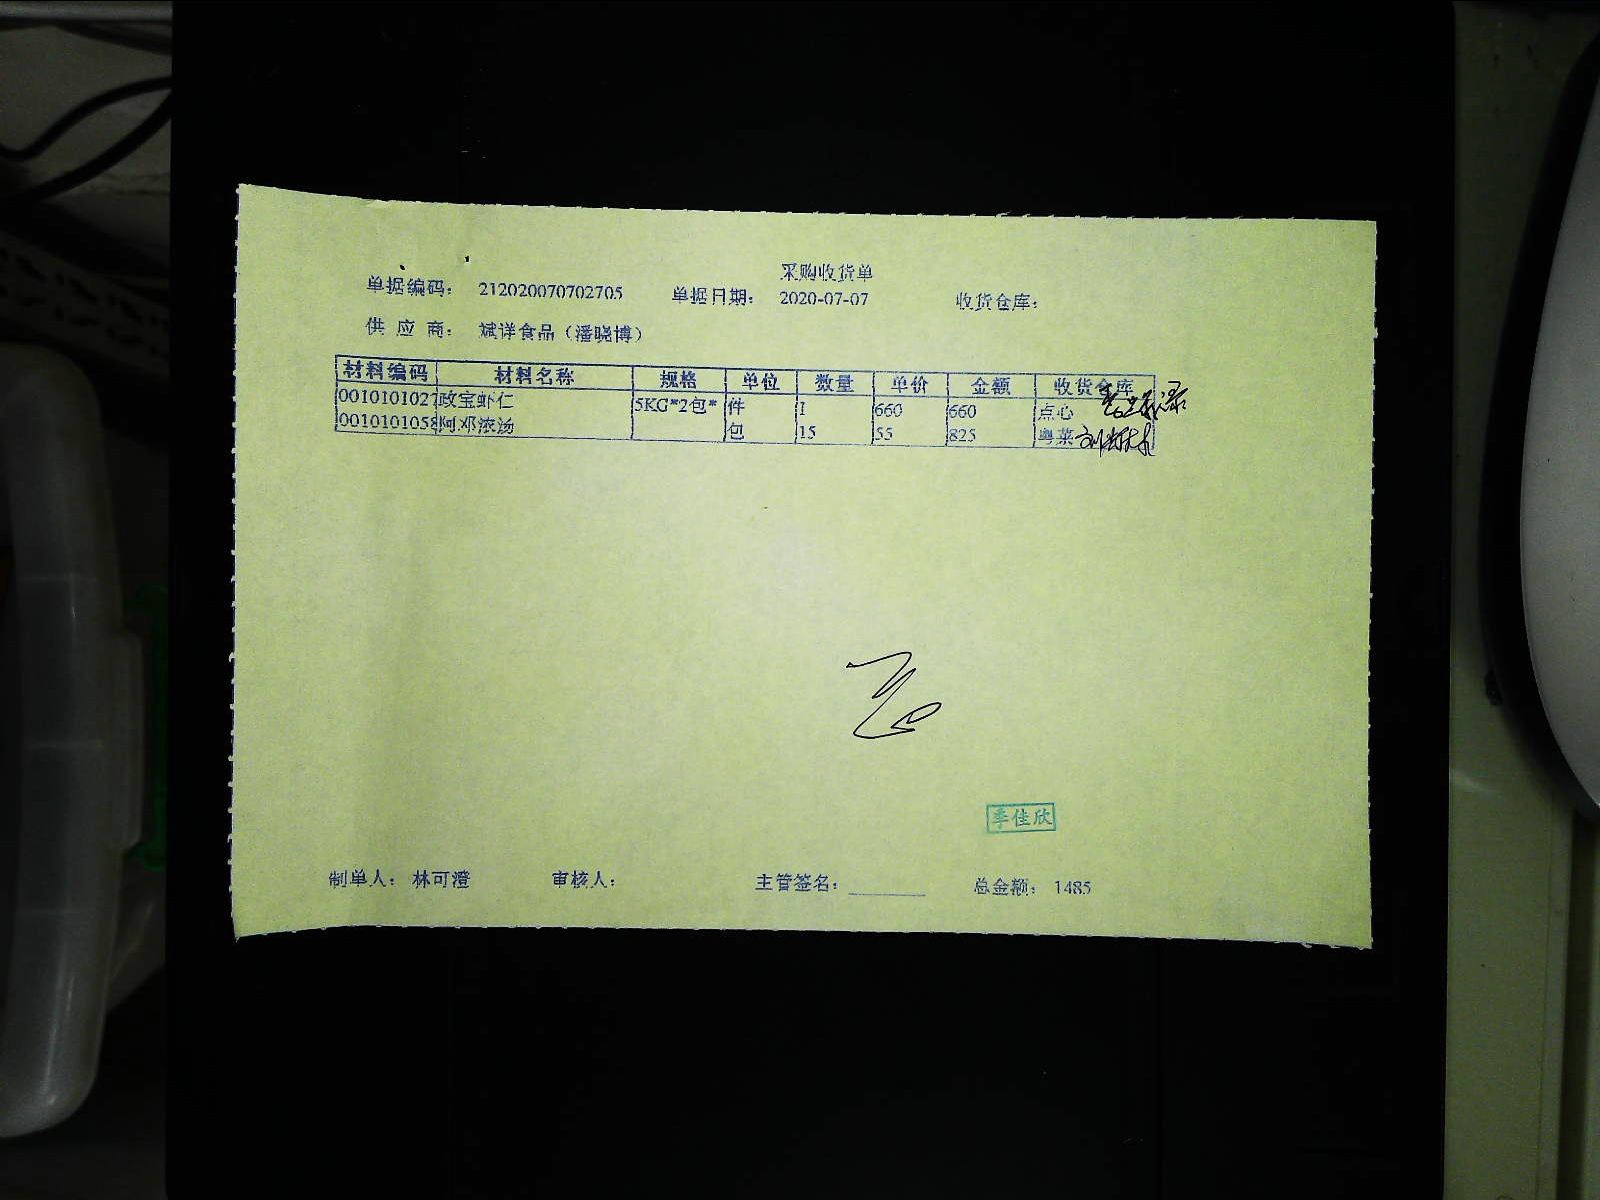 采购收货单
单据编码： 212020070702705 单据日期： 2020-07-07 收货仓库：
供 应 商： 斌详食品（潘晓博）
材料编码 材料名称 规格 单位 数量 单价 金额 收货仓库
0010101027 政宝虾仁 5KG*2包* 件 1 660 660 点心
0010101058 阿邓浓汤 包 15 55 825 粤菜
季佳欣
制单人： 林可澄 审核人： 主管签名： 总金额： 1485